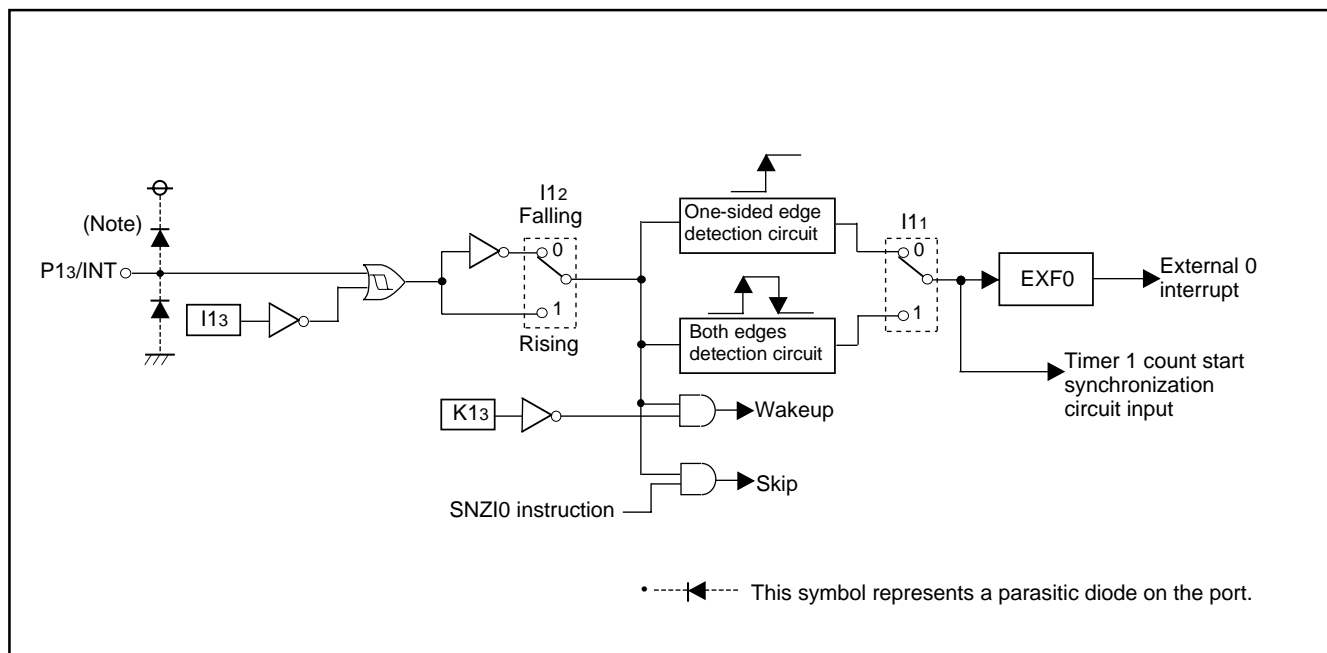 (Note)
P13/INT
I13
I12
Falling
0
1
Rising
One-sided edge
detection circuit
Both edges
detection circuit
I11
0
1
EXF0
External 0
interrupt
Timer 1 count start
synchronization
circuit input
K13
Wakeup
Skip
SNZI0 instruction
This symbol represents a parasitic diode on the port.